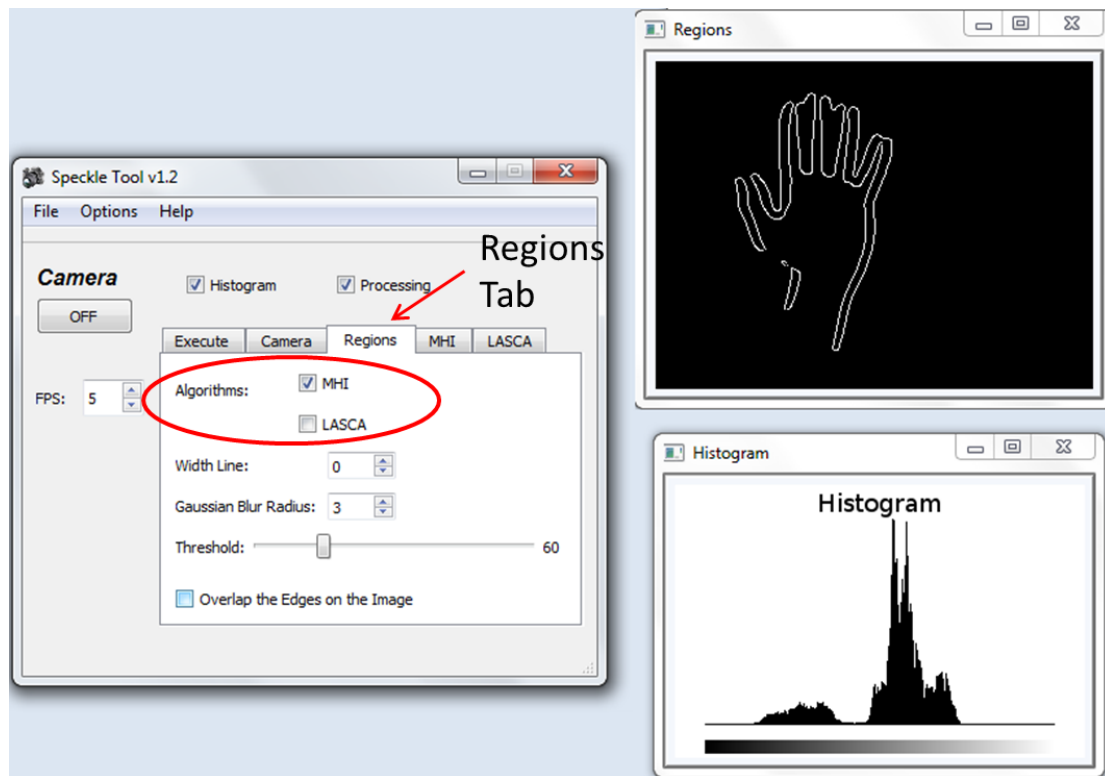 Regions
Speckle Tool v1.2
File Options Help
Regions
Tab
Camera
Histogram Processing
OFF
Execute Camera Regions MHI LASCA
Algorithms: MHI
FPS: 5
LASCA
Width Line: 0
Gaussian Blur Radius: 3
Threshold: 60
Overlap the Edges on the Image
Histogram
Histogram